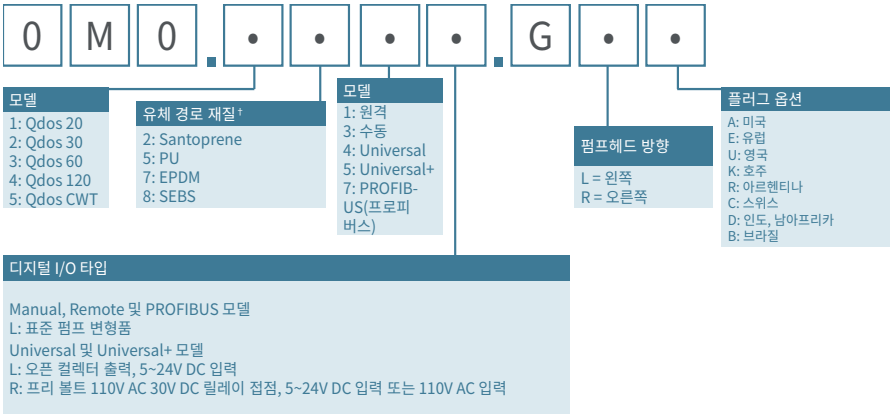 0 M 0 . • • • • . G • •
모델
1: Qdos 20
2: Qdos 30
3: Qdos 60
4: Qdos 120
5: Qdos CWT
유체 경로 재질†
2: Santoprene
5: PU
7: EPDM
8: SEBS
모델
1: 원격
3: 수동
4: Universal
5: Universal+
7: PROFIB-
US(프로피
버스)
펌프헤드 방향
L = 왼쪽
R = 오른쪽
플러그 옵션
A: 미국
E: 유럽
U: 영국
K: 호주
R: 아르헨티나
C: 스위스
D: 인도, 남아프리카
B: 브라질
디지털 I/O 타입
Manual, Remote 및 PROFIBUS 모델
L: 표준 펌프 변형품
Universal 및 Universal+ 모델
L: 오픈 컬렉터 출력, 5~24V DC 입력
R: 프리 볼트 110V AC 30V DC 릴레이 접점, 5~24V DC 입력 또는 110V AC 입력